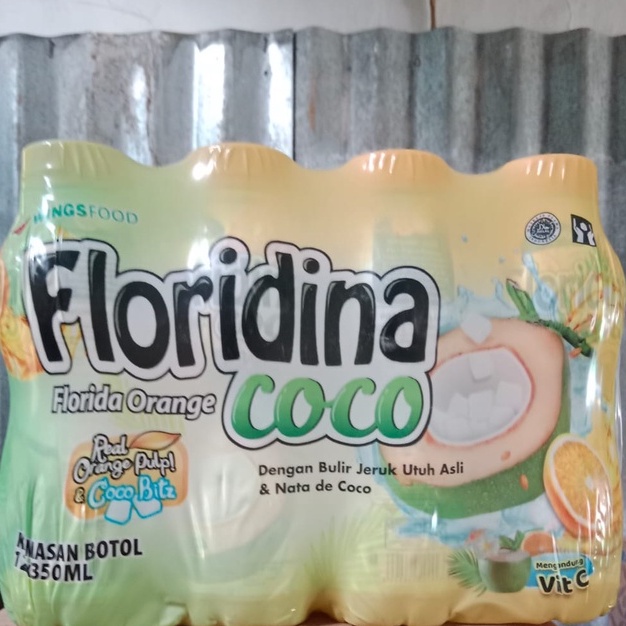 WINGSFOOD
Floridina
Florida Orange coco
Real
Orange Pulp!
& Coco Bitz
Dengan Bulir Jeruk Utuh Asli
& Nata de Coco
BOTOL
350ML
Mengandung
Vit C